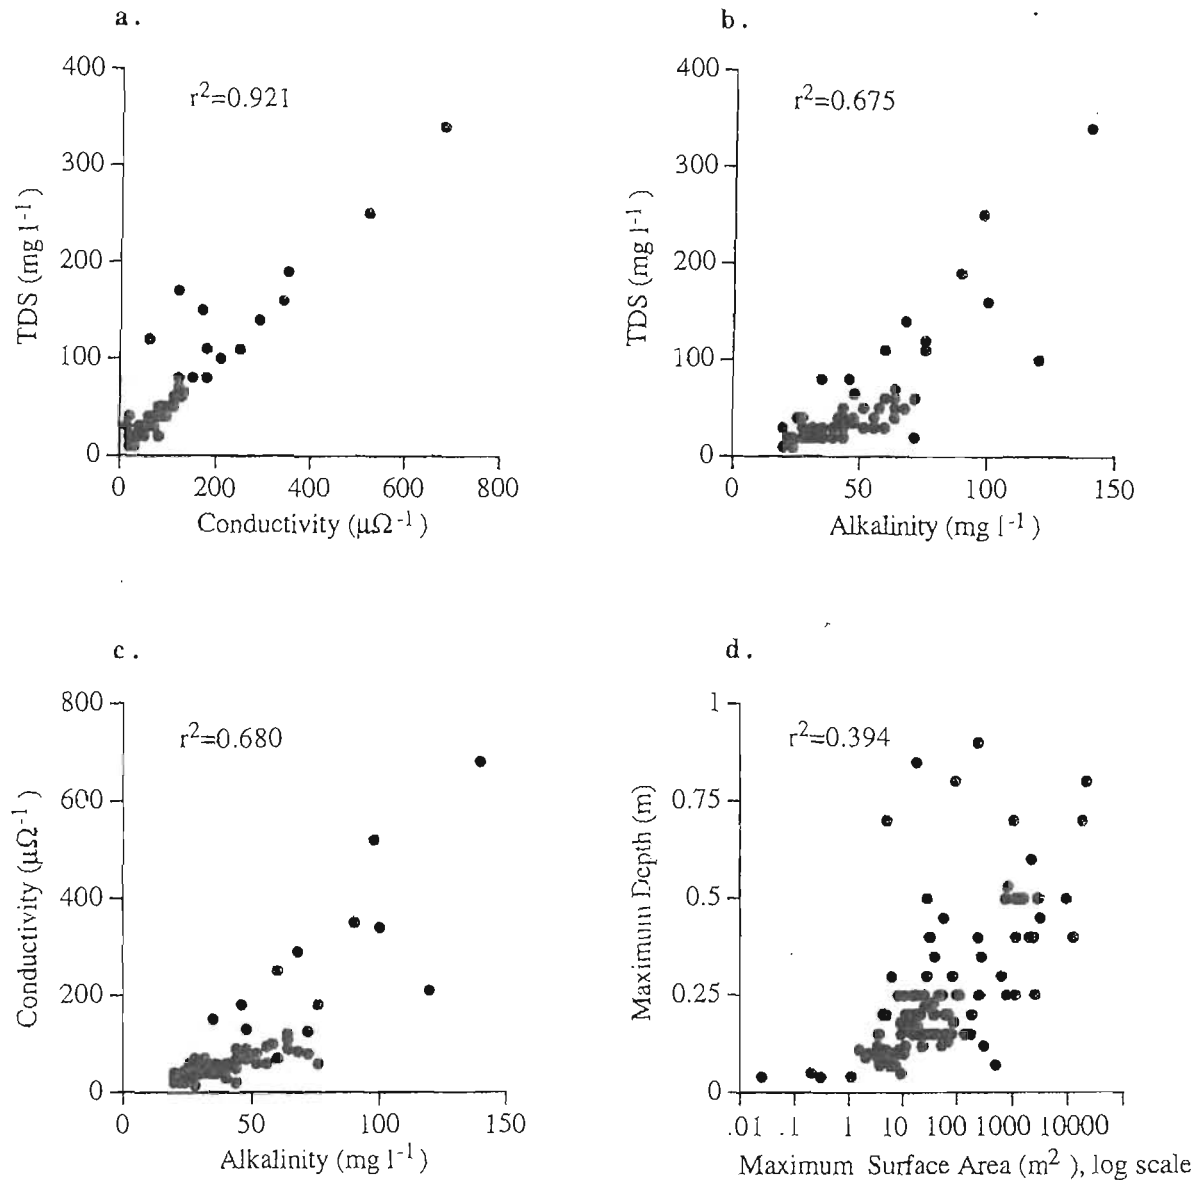 a.
400
300
200
100
0
r²=0.921
TDS (mg l⁻¹)
0 200 400 600 800
Conductivity (µΩ⁻¹)
b.
400
300
200
100
0
r²=0.675
TDS (mg l⁻¹)
0 50 100 150
Alkalinity (mg l⁻¹)
c.
800
600
400
200
0
r²=0.680
Conductivity (µΩ⁻¹)
0 50 100 150
Alkalinity (mg l⁻¹)
d.
1
0.75
0.5
0.25
0
r²=0.394
Maximum Depth (m)
.01 .1 1 10 100 1000 10000
Maximum Surface Area (m²), log scale